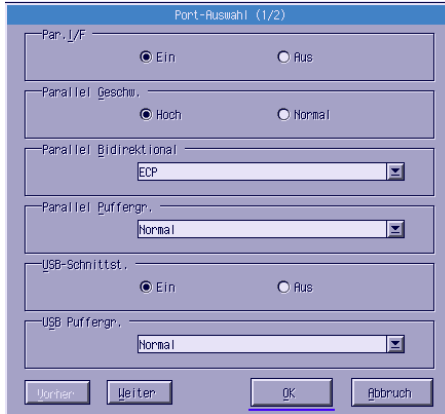 Port-Auswahl (1/2)
Par.I/F
Ein Aus
Parallel Geschw.
Hoch Normal
Parallel Bidirektional
ECP
Parallel Puffergr.
Normal
USB-Schnittst.
Ein Aus
USB Puffergr.
Normal
Vorher Weiter OK Abbruch